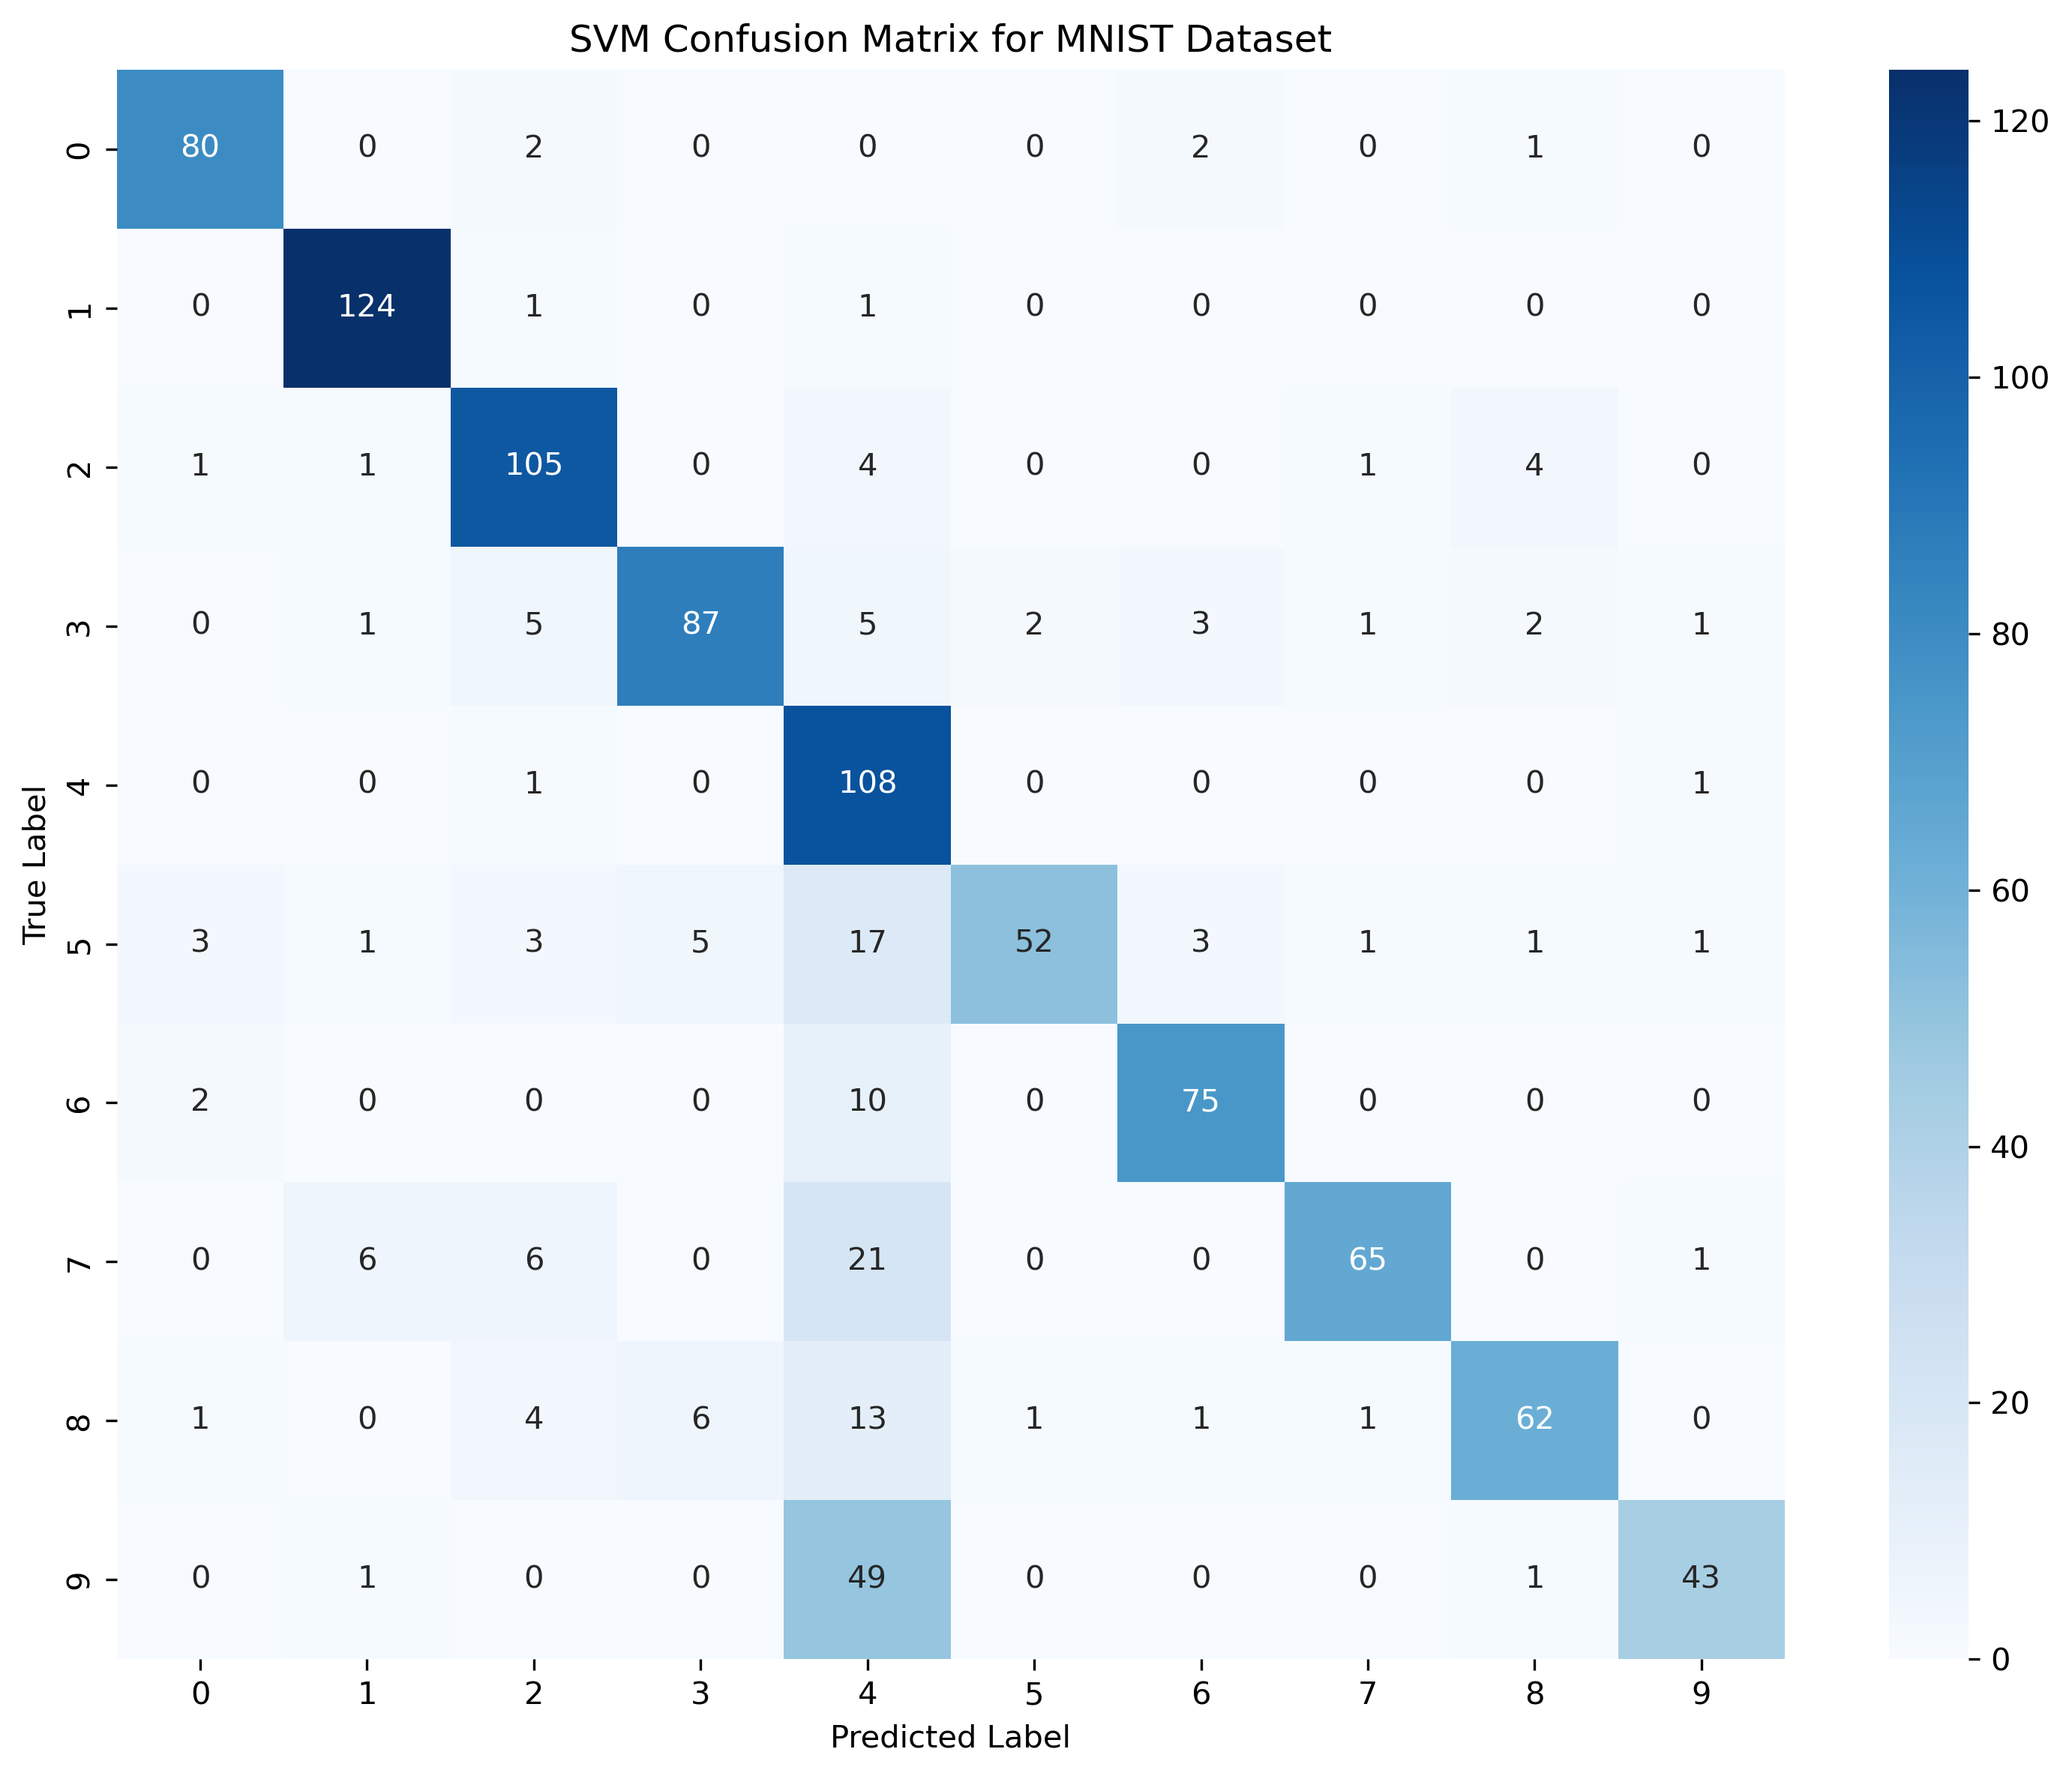 SVM Confusion Matrix for MNIST Dataset
0 80 0 2 0 0 0 2 0 1 0
1 0 124 1 0 1 0 0 0 0 0
2 1 1 105 0 4 0 0 1 4 0
3 0 1 5 87 5 2 3 1 2 1
4 0 0 1 0 108 0 0 0 0 1
5 3 1 3 5 17 52 3 1 1 1
6 2 0 0 0 10 0 75 0 0 0
7 0 6 6 0 21 0 0 65 0 1
8 1 0 4 6 13 1 1 1 62 0
9 0 1 0 0 49 0 0 0 1 43
0 1 2 3 4 5 6 7 8 9
Predicted Label
True Label
120
100
80
60
40
20
0